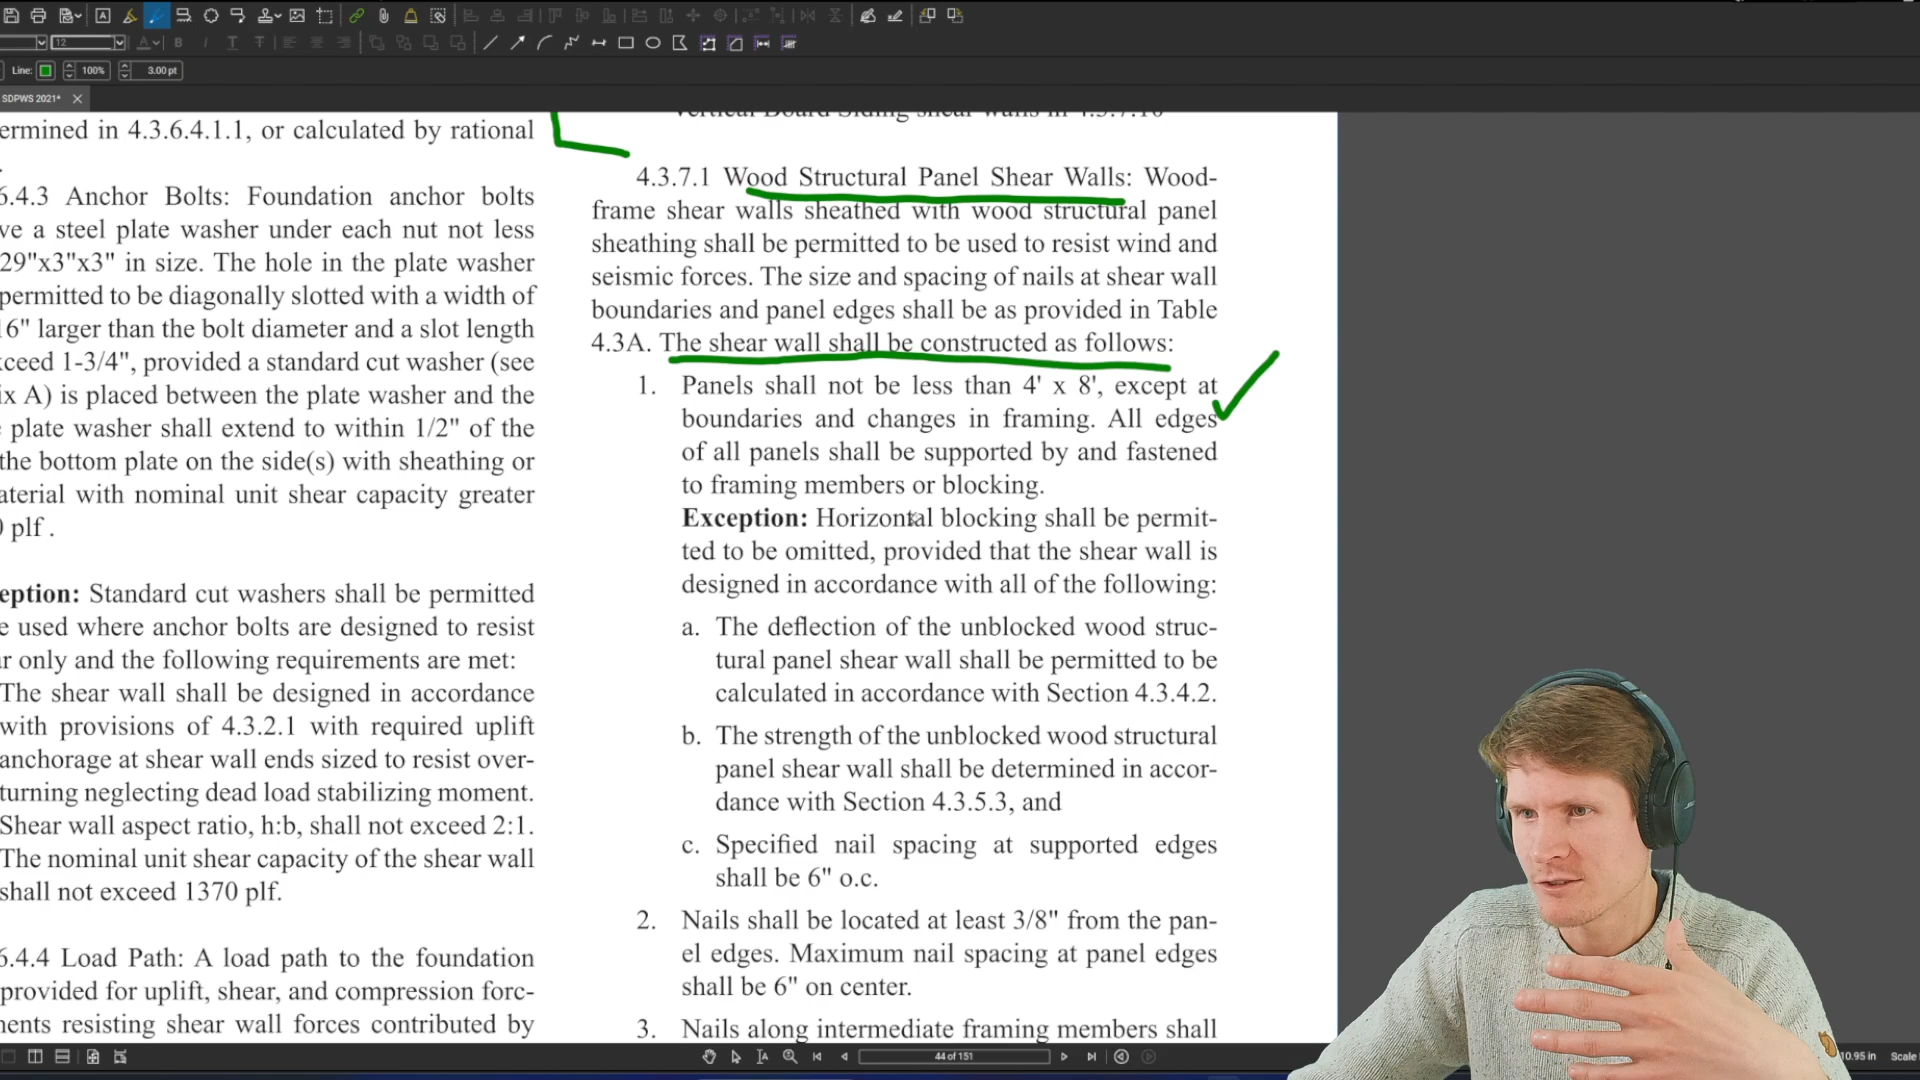 12
Line:
100%
3.00 pt
SDPWS 2021*
ermined in 4.3.6.4.1.1, or calculated by rational
.
6.4.3 Anchor Bolts: Foundation anchor bolts
ve a steel plate washer under each nut not less
29"x3"x3" in size. The hole in the plate washer
permitted to be diagonally slotted with a width of
16" larger than the bolt diameter and a slot length
xceed 1-3/4", provided a standard cut washer (see
ix A) is placed between the plate washer and the
e plate washer shall extend to within 1/2" of the
the bottom plate on the side(s) with sheathing or
aterial with nominal unit shear capacity greater
0 plf .
eption: Standard cut washers shall be permitted
e used where anchor bolts are designed to resist
r only and the following requirements are met:
The shear wall shall be designed in accordance
with provisions of 4.3.2.1 with required uplift
anchorage at shear wall ends sized to resist over-
turning neglecting dead load stabilizing moment.
Shear wall aspect ratio, h:b, shall not exceed 2:1.
The nominal unit shear capacity of the shear wall
shall not exceed 1370 plf.
6.4.4 Load Path: A load path to the foundation
provided for uplift, shear, and compression forc-
nents resisting shear wall forces contributed by
Vertical Board Siding shear walls in 4.3.7.10
4.3.7.1 Wood Structural Panel Shear Walls: Wood-
frame shear walls sheathed with wood structural panel
sheathing shall be permitted to be used to resist wind and
seismic forces. The size and spacing of nails at shear wall
boundaries and panel edges shall be as provided in Table
4.3A. The shear wall shall be constructed as follows:
1. Panels shall not be less than 4' x 8', except at
boundaries and changes in framing. All edges
of all panels shall be supported by and fastened
to framing members or blocking.
Exception: Horizontal blocking shall be permit-
ted to be omitted, provided that the shear wall is
designed in accordance with all of the following:
a. The deflection of the unblocked wood struc-
tural panel shear wall shall be permitted to be
calculated in accordance with Section 4.3.4.2.
b. The strength of the unblocked wood structural
panel shear wall shall be determined in accor-
dance with Section 4.3.5.3, and
c. Specified nail spacing at supported edges
shall be 6" o.c.
2. Nails shall be located at least 3/8" from the pan-
el edges. Maximum nail spacing at panel edges
shall be 6" on center.
3. Nails along intermediate framing members shall
44 of 151
10.95 in
Scale